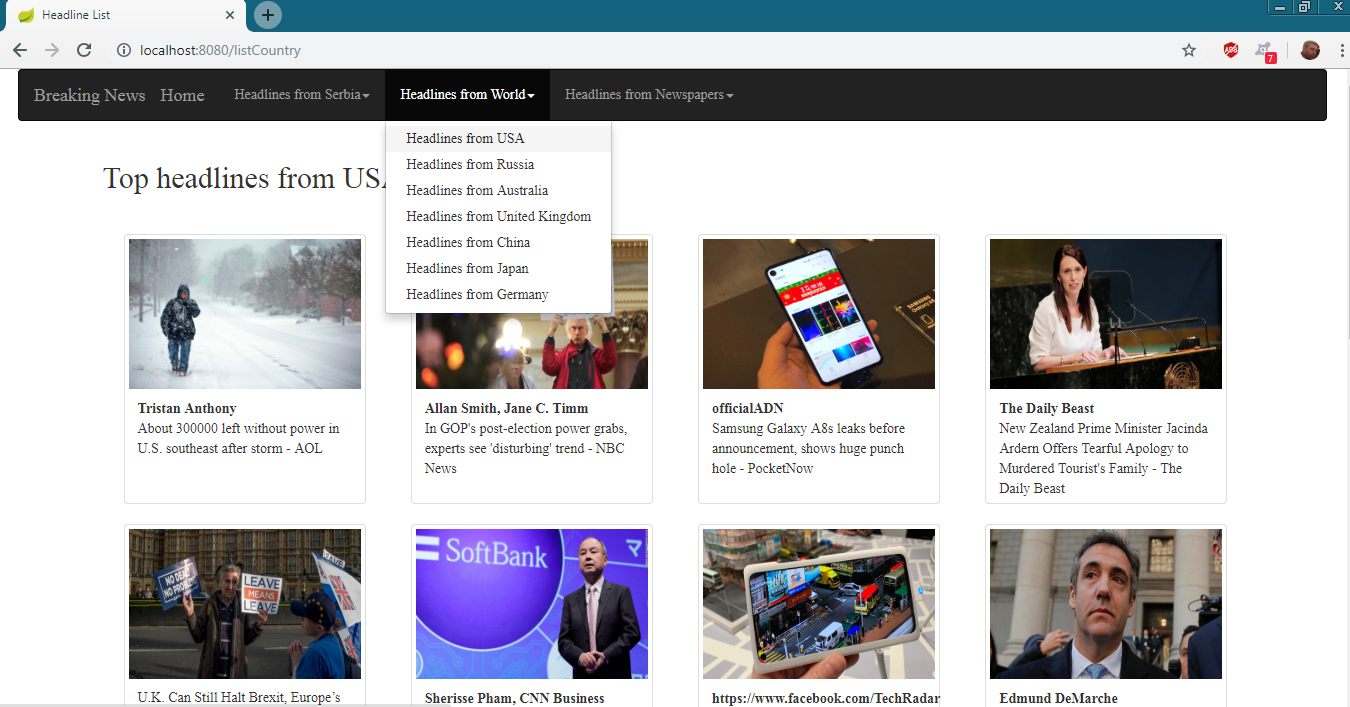 Headline List
localhost:8080/listCountry
ABP
7
Breaking News Home Headlines from Serbia Headlines from World Headlines from Newspapers
Headlines from USA
Headlines from Russia
Headlines from Australia
Headlines from United Kingdom
Headlines from China
Headlines from Japan
Headlines from Germany
Top headlines from USA
Tristan Anthony
About 300000 left without power in
U.S. southeast after storm - AOL
Allan Smith, Jane C. Timm
In GOP's post-election power grabs,
experts see 'disturbing' trend - NBC
News
SAMSUNG
officialADN
Samsung Galaxy A8s leaks before
announcement, shows huge punch
hole - PocketNow
The Daily Beast
New Zealand Prime Minister Jacinda
Ardern Offers Tearful Apology to
Murdered Tourist's Family - The
Daily Beast
NO DEAL
NO PROBLEM
LEAVE
MEANS
LEAVE
U.K. Can Still Halt Brexit, Europe's
SoftBank
Sherisse Pham, CNN Business
https://www.facebook.com/TechRadar
Edmund DeMarche